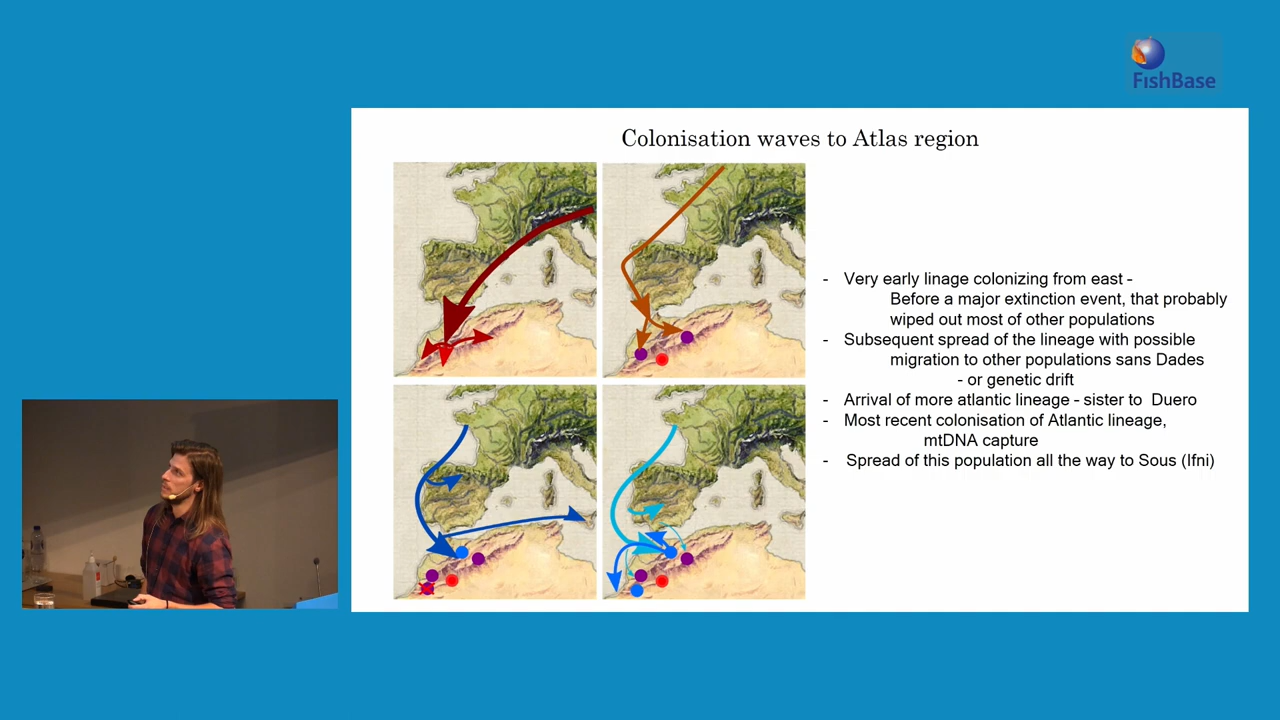 FishBase
Colonisation waves to Atlas region
- Very early linage colonizing from east -
Before a major extinction event, that probably
wiped out most of other populations
- Subsequent spread of the lineage with possible
migration to other populations sans Dades
- or genetic drift
- Arrival of more atlantic lineage - sister to Duero
- Most recent colonisation of Atlantic lineage,
mtDNA capture
- Spread of this population all the way to Sous (Ifni)